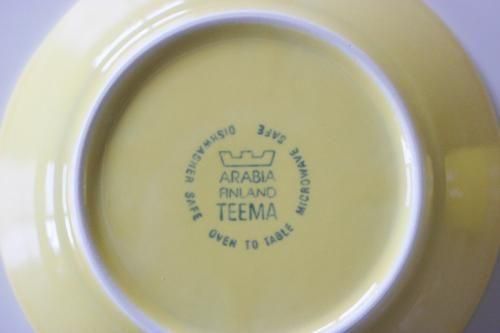 ARABIA
FINLAND
TEEMA
DISHWASHER SAFE
OVEN TO TABLE
MICROWAVE SAFE